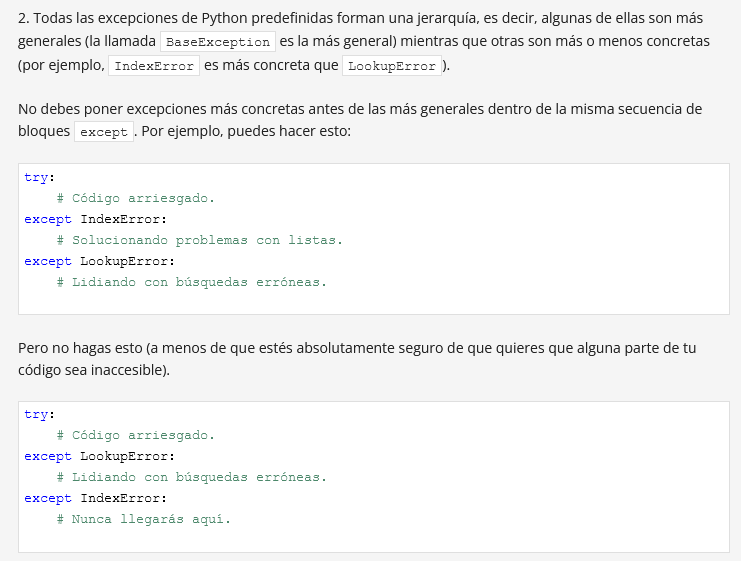 2. Todas las excepciones de Python predefinidas forman una jerarquía, es decir, algunas de ellas son más
generales (la llamada BaseException es la más general) mientras que otras son más o menos concretas
(por ejemplo, IndexError es más concreta que LookupError ).
No debes poner excepciones más concretas antes de las más generales dentro de la misma secuencia de
bloques except . Por ejemplo, puedes hacer esto:
try:
    # Código arriesgado.
except IndexError:
    # Solucionando problemas con listas.
except LookupError:
    # Lidiando con búsquedas erróneas.
Pero no hagas esto (a menos de que estés absolutamente seguro de que quieres que alguna parte de tu
código sea inaccesible).
try:
    # Código arriesgado.
except LookupError:
    # Lidiando con búsquedas erróneas.
except IndexError:
    # Nunca llegarás aquí.